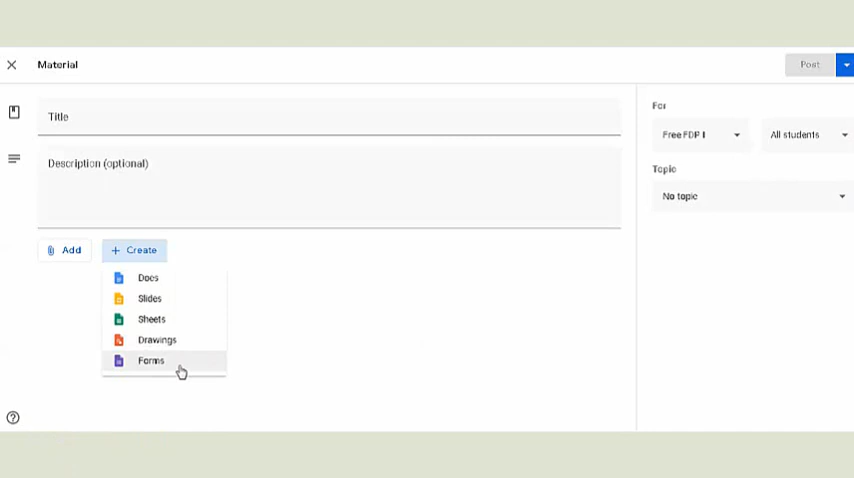 Material
Post
Title
Description (optional)
Add
+ Create
Docs
Slides
Sheets
Drawings
Forms
For
Free FDP I
All students
Topic
No topic